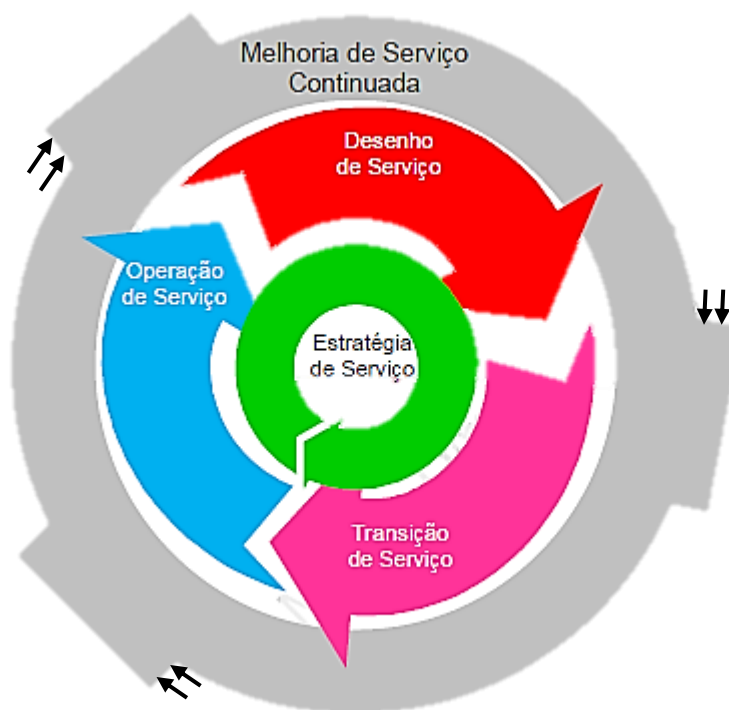 Melhoria de Serviço
Continuada
Desenho
de Serviço
Operação
de Serviço
Estratégia
de Serviço
Transição
de Serviço